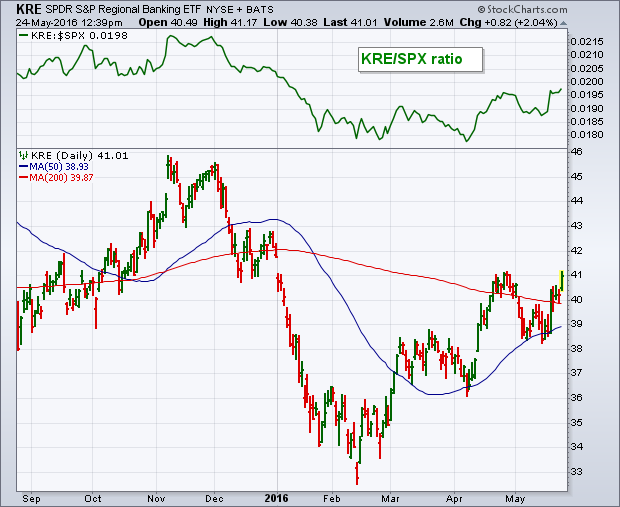 KRE SPDR S&P Regional Banking ETF NYSE + BATS
© StockCharts.com
24-May-2016 12:39pm
Open 40.49 High 41.17 Low 40.38 Last 41.01 Volume 2.6M Chg +0.82 (+2.04%)
KRE:$SPX 0.0198
KRE/SPX ratio
0.0215
0.0210
0.0205
0.0200
0.0195
0.0190
0.0185
0.0180
KRE (Daily) 41.01
MA(50) 38.93
MA(200) 39.87
46
45
44
43
42
41
40
39
38
37
36
35
34
33
Sep Oct Nov Dec 2016 Feb Mar Apr May